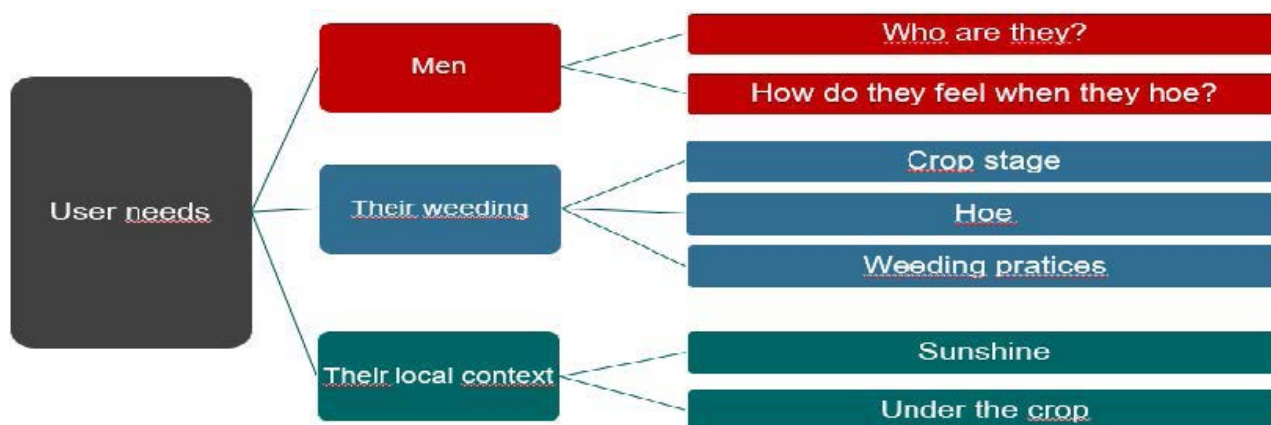 User needs
Men
Who are they?
How do they feel when they hoe?
Their weeding
Crop stage
Hoe
Weeding pratices
Their local context
Sunshine
Under the crop